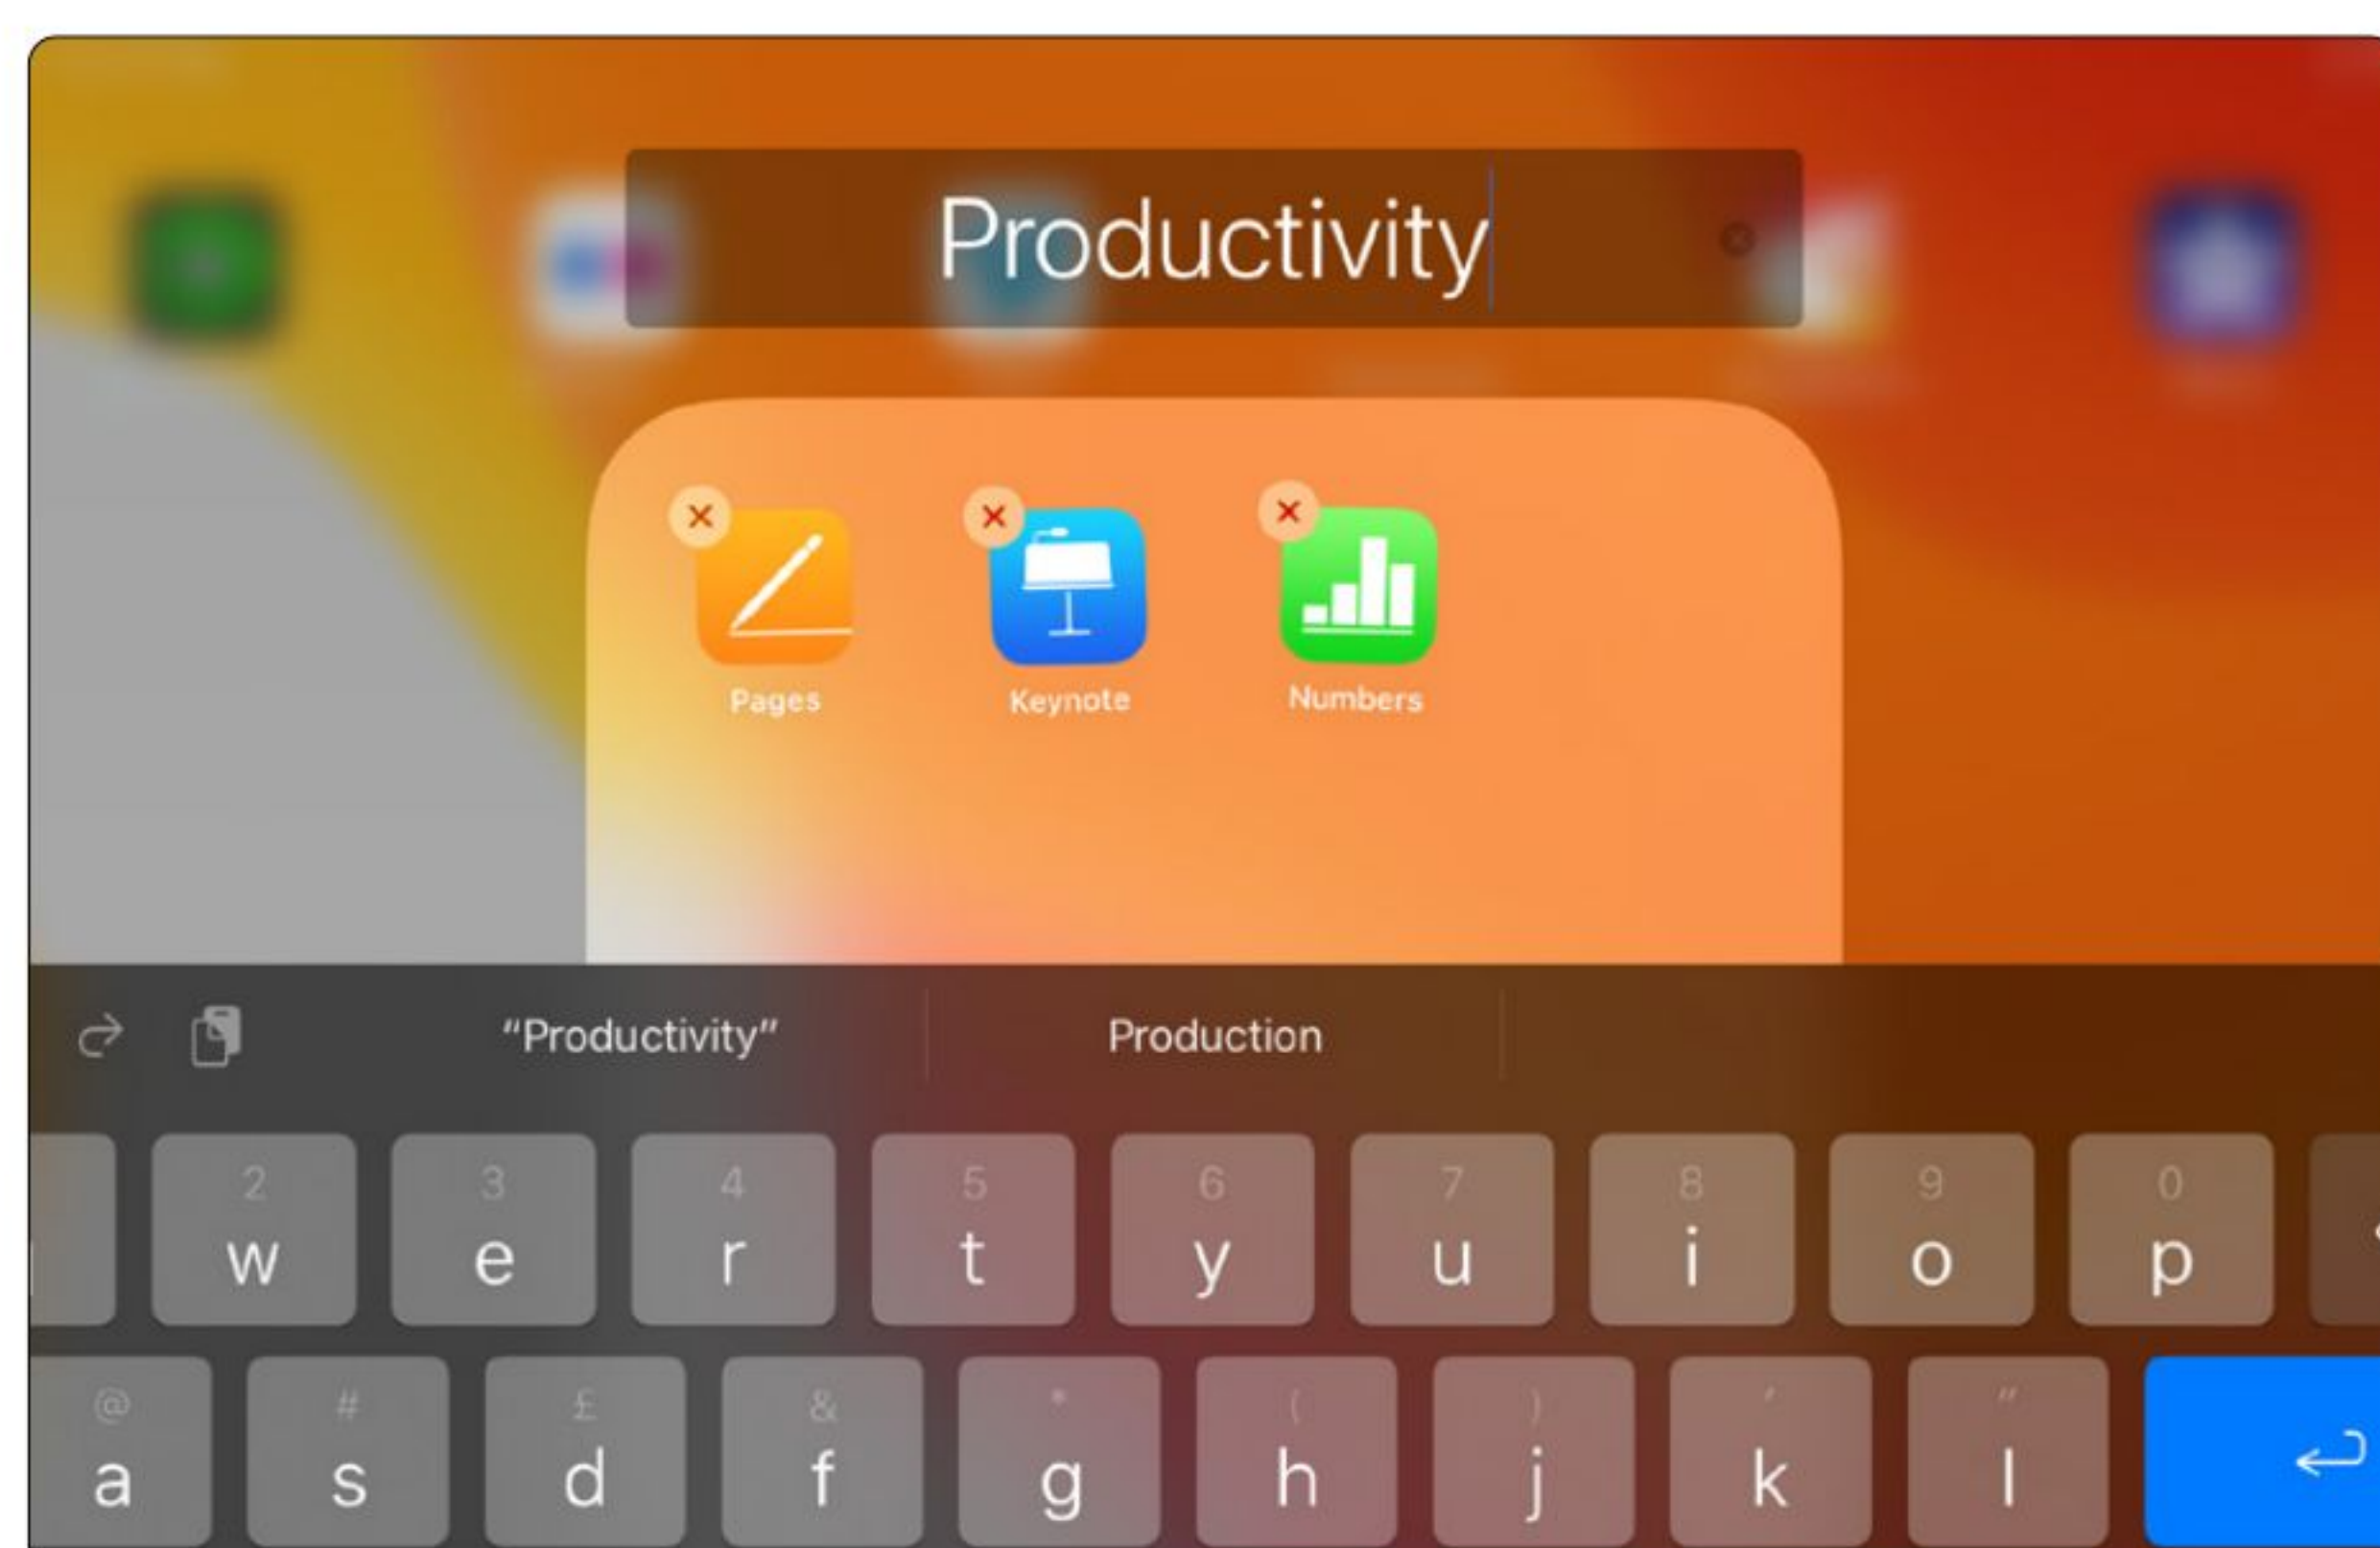 Productivity
Pages Keynote Numbers
“Productivity” Production
2 3 4 5 6 7 8 9 0
w e r t y u i o p
@ # £ & * ( ) ' "
a s d f g h j k l